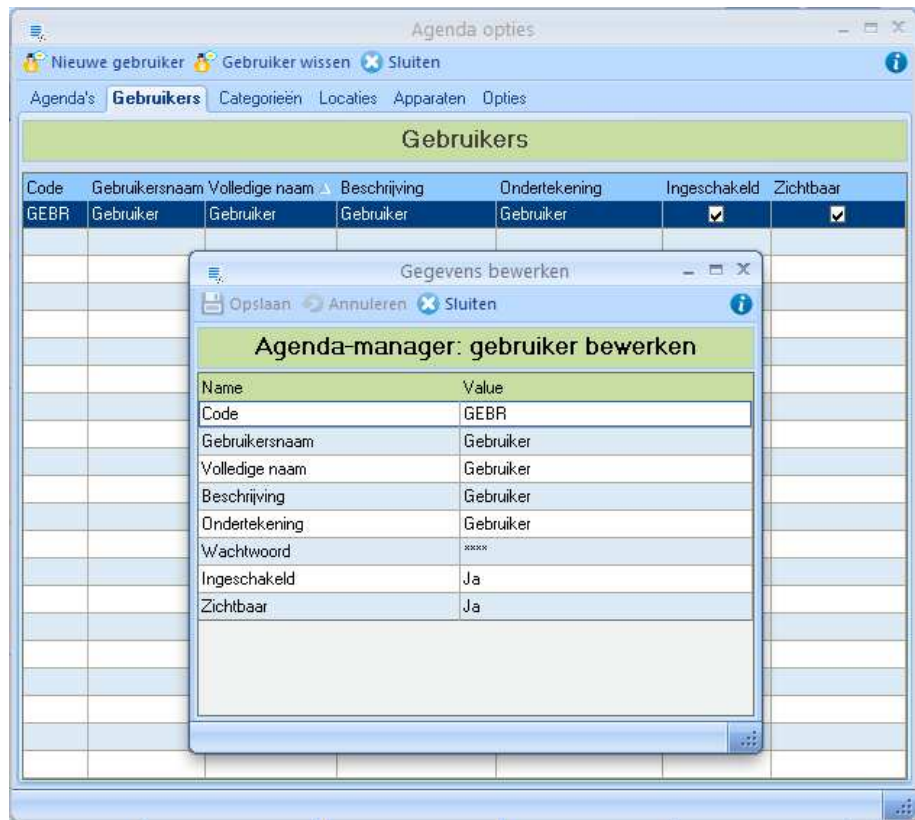 Agenda opties
Nieuwe gebruiker Gebruiker wissen Sluiten
Agenda's Gebruikers Categorieën Locaties Apparaten Opties
Gebruikers
Code Gebruikersnaam Volledige naam Beschrijving Ondertekening Ingeschakeld Zichtbaar
GEBR Gebruiker Gebruiker Gebruiker Gebruiker
Gegevens bewerken
Opslaan Annuleren Sluiten
Agenda-manager: gebruiker bewerken
Name Value
Code GEBR
Gebruikersnaam Gebruiker
Volledige naam Gebruiker
Beschrijving Gebruiker
Ondertekening Gebruiker
Wachtwoord ****
Ingeschakeld Ja
Zichtbaar Ja